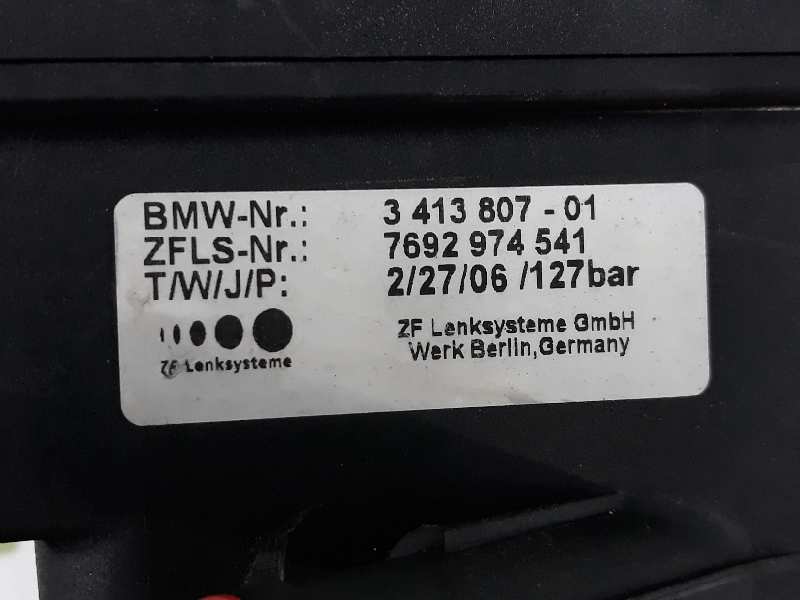 BMW-Nr.: 3 413 807 - 01
ZFLS-Nr.: 7692 974 541
T/W/J/P: 2/27/06 /127bar
ZF Lenksysteme GmbH
Werk Berlin,Germany
ZF Lenksysteme